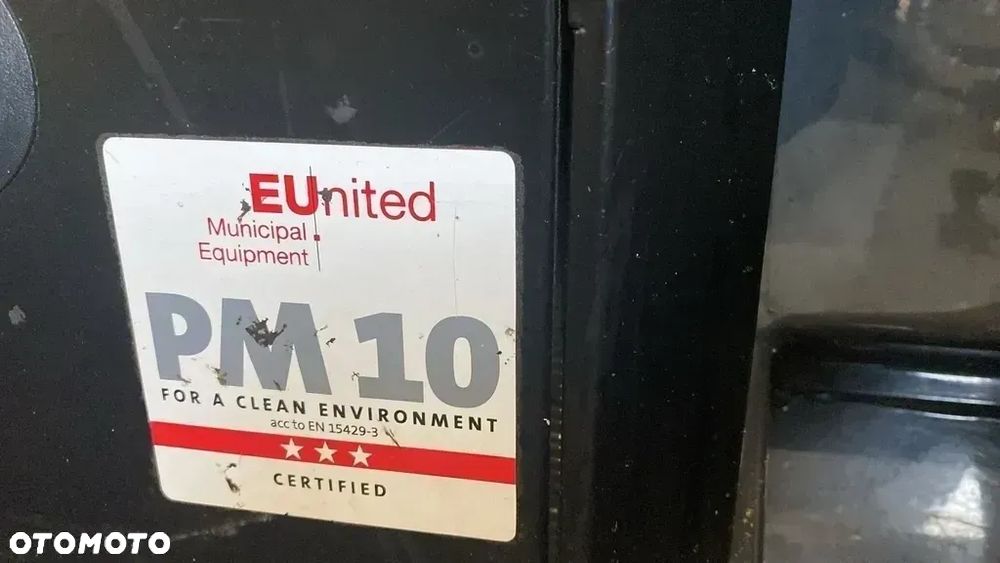 EUnited
Municipal
Equipment
PM 10
FOR A CLEAN ENVIRONMENT
acc to EN 15429-3
CERTIFIED
OTOMOTO